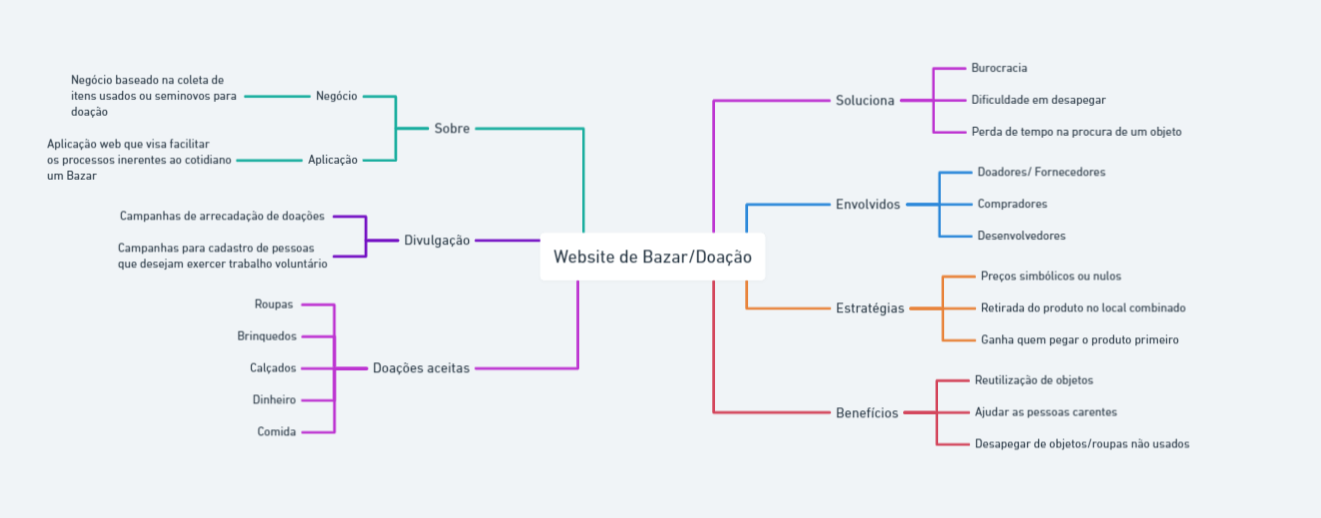 Negócio baseado na coleta de
itens usados ou seminovos para
doação
Negócio
Sobre
Aplicação web que visa facilitar
os processos inerentes ao cotidiano
um Bazar
Aplicação
Campanhas de arrecadação de doações
Divulgação
Campanhas para cadastro de pessoas
que desejam exercer trabalho voluntário
Roupas
Brinquedos
Calçados
Dinheiro
Comida
Doações aceitas
Website de Bazar/Doação
Soluciona
Burocracia
Dificuldade em desapegar
Perda de tempo na procura de um objeto
Envolvidos
Doadores/ Fornecedores
Compradores
Desenvolvedores
Estratégias
Preços simbólicos ou nulos
Retirada do produto no local combinado
Ganha quem pegar o produto primeiro
Benefícios
Reutilização de objetos
Ajudar as pessoas carentes
Desapegar de objetos/roupas não usados